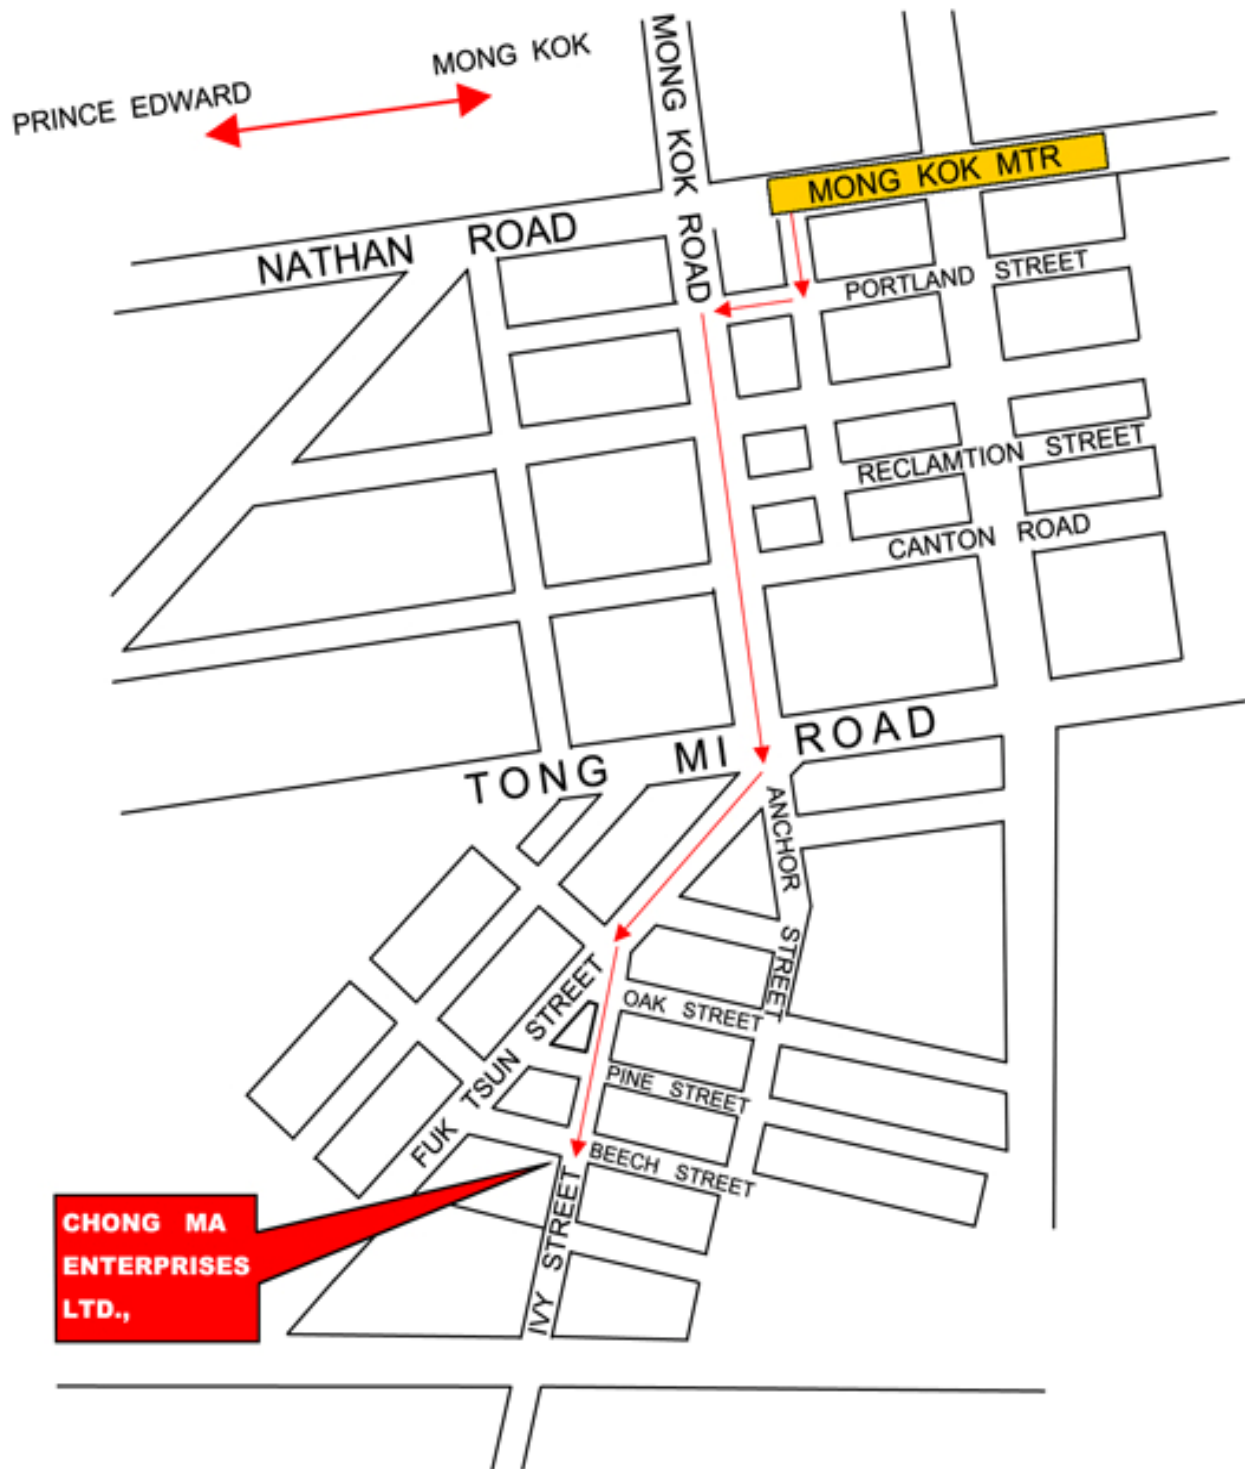 MONG KOK
PRINCE EDWARD
MONG KOK ROAD
MONG KOK MTR
NATHAN ROAD
PORTLAND STREET
RECLAMTION STREET
CANTON ROAD
TONG MI ROAD
ANCHOR STREET
OAK STREET
FUK TSUN STREET
PINE STREET
BEECH STREET
IVY STREET
CHONG MA
ENTERPRISES
LTD.,